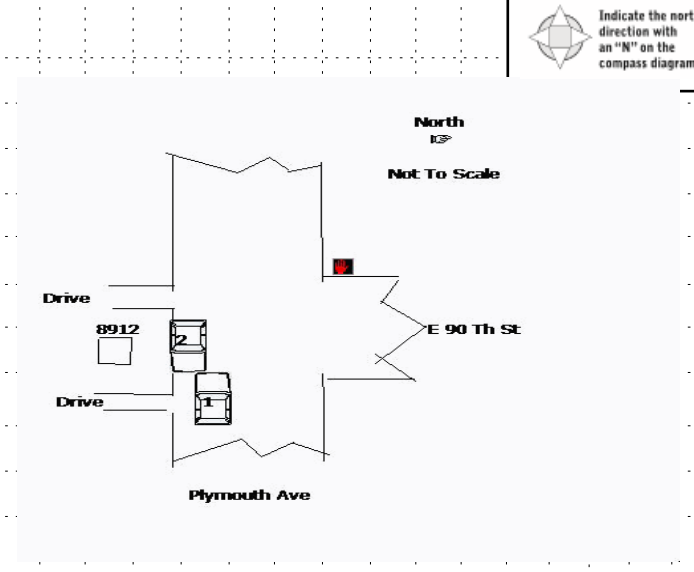 Indicate the nort
direction with
an “N” on the
compass diagram
North
Not To Scale
Drive
8912
2
E 90 Th St
Drive
1
Plymouth Ave